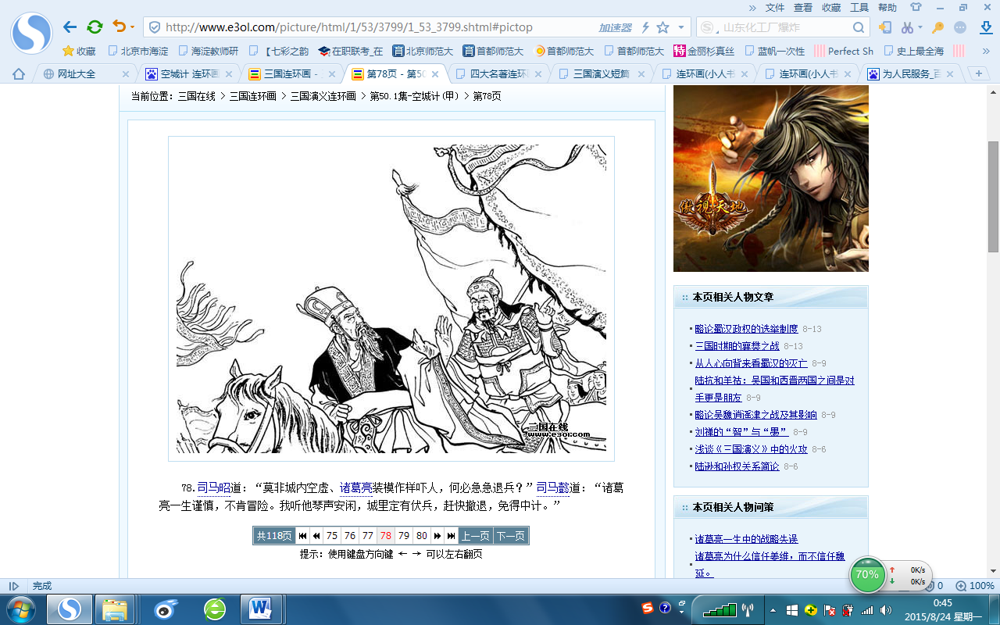 文件 查看 收藏 工具 帮助
http://www.e3ol.com/picture/html/1/53/3799/1_53_3799.shtml#pictop
加速器
山东化工厂爆炸
收藏 北京市海淀 海淀教师研 【七彩之韵 在职联考_在 北京师范大 首都师范大 首都师范大 首都师范大 金丽杉真丝 蓝帆一次性 Perfect Sh 史上最全海
网址大全 空城计 连环画 三国连环画 - 第78页 - 第50 四大名著连环 三国演义短篇 连环画(小人书 连环画(小人书 为人民服务_百
当前位置：三国在线 > 三国连环画 > 三国演义连环画 > 第50.1集-空城计(甲) > 第78页
傲视天地
三国在线
www.e3ol.com
78.司马昭道：“莫非城内空虚、诸葛亮装模作样吓人，何必急急退兵？”司马懿道：“诸葛
亮一生谨慎，不肯冒险。我听他琴声安闲，城里定有伏兵，赶快撤退，免得中计。”
共118页 75 76 77 78 79 80 上一页 下一页
提示：使用键盘方向键 ← → 可以左右翻页
本页相关人物文章
略论蜀汉政权的选举制度 8-13
三国时期的襄樊之战 8-13
从人心向背来看蜀汉的灭亡 8-9
陆抗和羊祜：吴国和西晋两国之间是对
手更是朋友 8-9
略论吴魏逍遥津之战及其影响 8-9
刘禅的“智”与“愚” 8-9
浅谈《三国演义》中的火攻 8-6
陆逊和孙权关系简论 8-6
本页相关人物问策
诸葛亮一生中的战略失误
诸葛亮为什么信任姜维，而不信任魏
延。
70%
0K/s
0K/s
完成
0
100%
0:45
2015/8/24 星期一